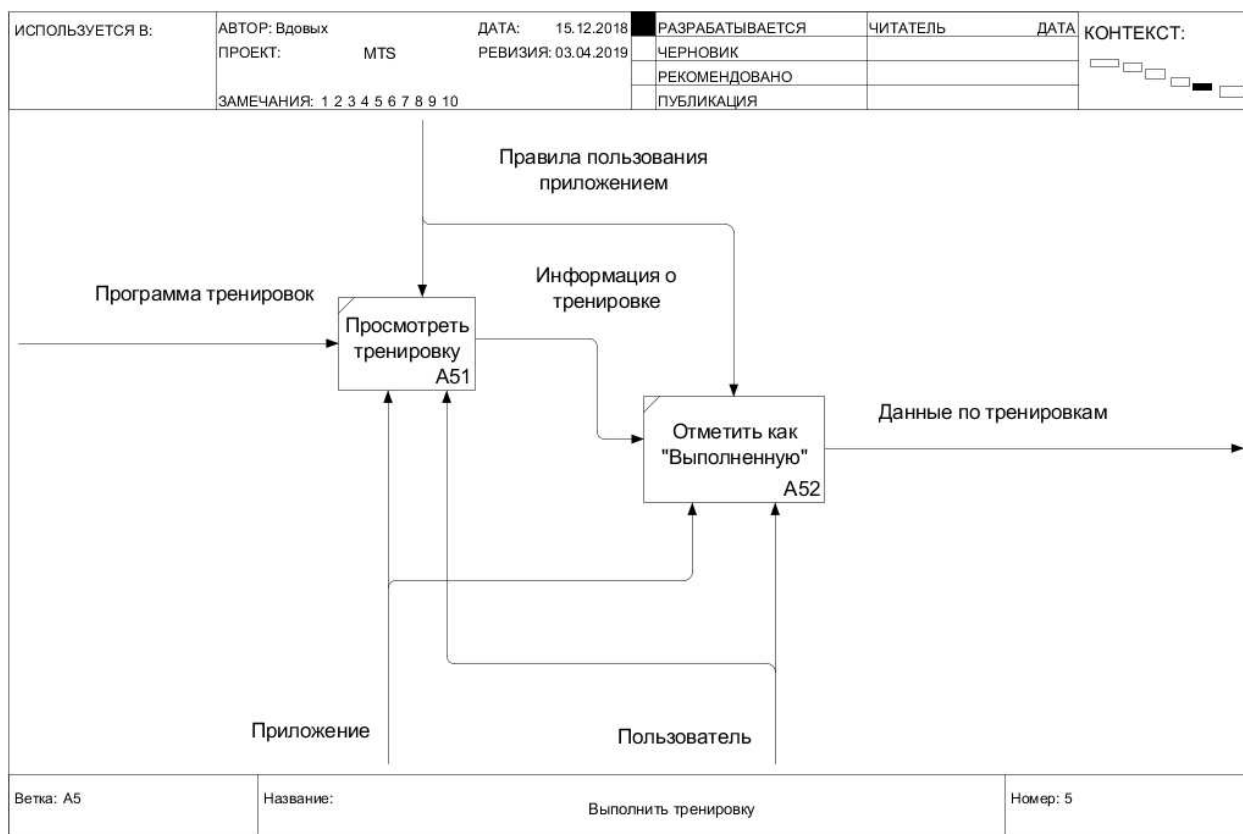 ИСПОЛЬЗУЕТСЯ В:
АВТОР: Вдовых
ДАТА: 15.12.2018
ПРОЕКТ: MTS
РЕВИЗИЯ: 03.04.2019
ЗАМЕЧАНИЯ: 1 2 3 4 5 6 7 8 9 10
РАЗРАБАТЫВАЕТСЯ
ЧЕРНОВИК
РЕКОМЕНДОВАНО
ПУБЛИКАЦИЯ
ЧИТАТЕЛЬ
ДАТА
КОНТЕКСТ:
Правила пользования
приложением
Программа тренировок
Информация о
тренировке
Просмотреть
тренировку
A51
Отметить как
"Выполненную"
A52
Данные по тренировкам
Приложение
Пользователь
Ветка: A5
Название:
Выполнить тренировку
Номер: 5